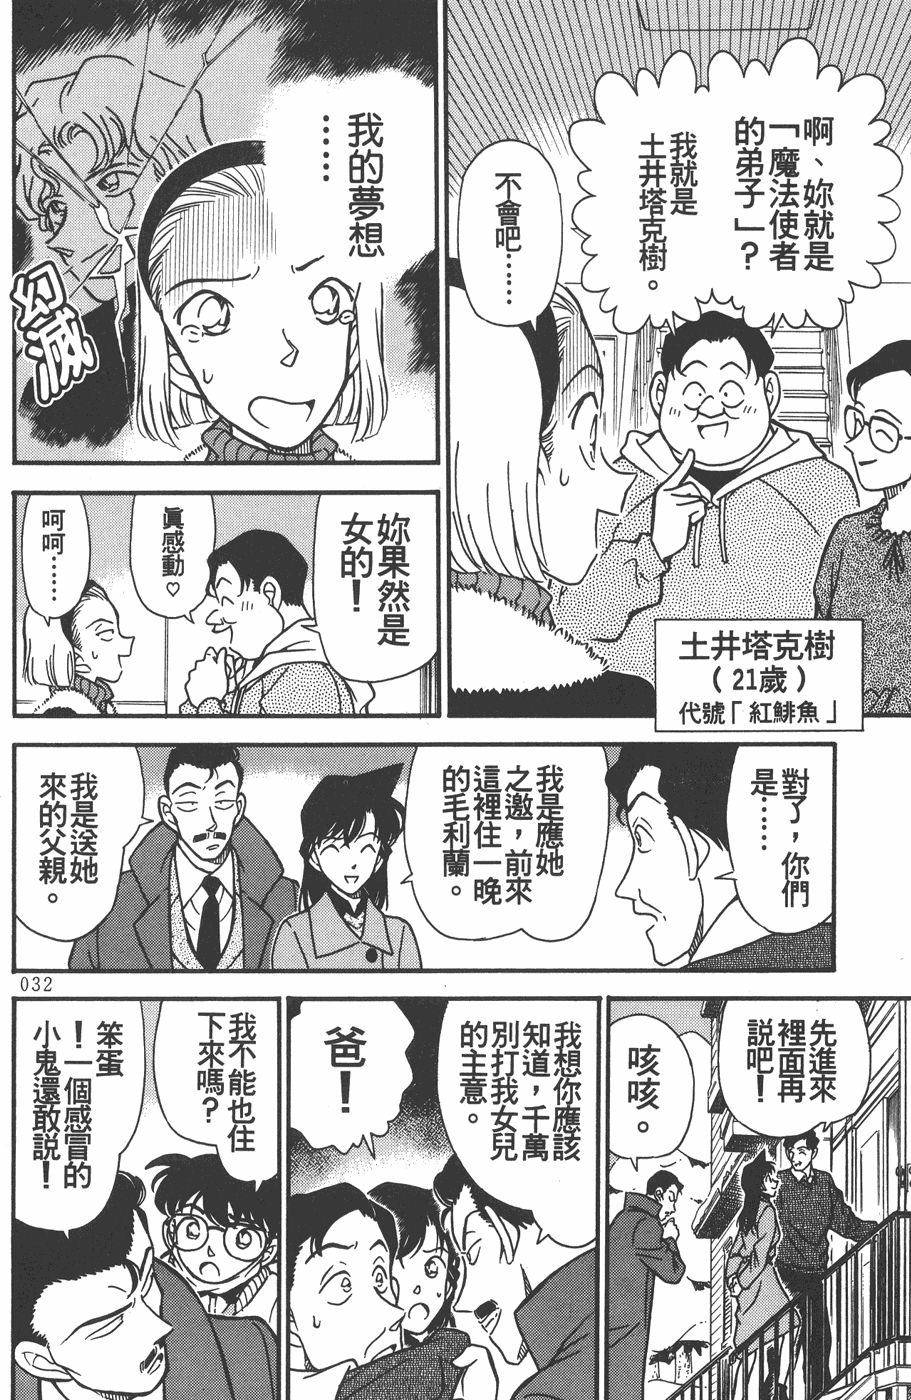 啊、妳就是
「魔法使者
的弟子」？
我就是
土井塔克樹。
不會吧……
土井塔克樹
（21歲）
代號「紅鯡魚」
我的夢想
……
幻滅
妳果然是
女的！
真感動♡
呵呵……
對了，你們
是……
我是應她
之邀，前來
這裡住一晚
的毛利蘭。
我是送她
來的父親。
032
先進來
裡面再
說吧！
咳咳。
我想你應該
知道，千萬
別打我女兒
的主意。
爸！
我不能也住
下來嗎？
笨蛋
！一個感冒的
小鬼還敢說！